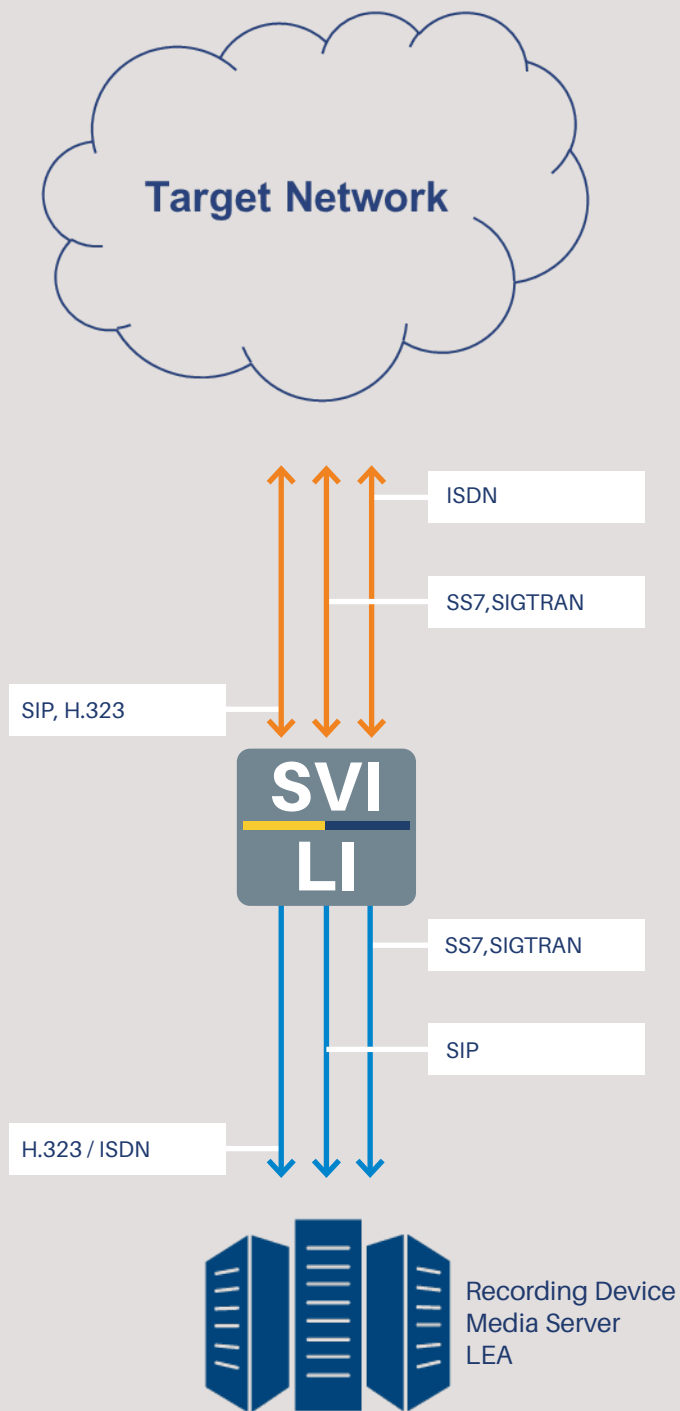 Target Network
ISDN
SS7,SIGTRAN
SIP, H.323
SVI
LI
SS7,SIGTRAN
SIP
H.323 / ISDN
Recording Device
Media Server
LEA